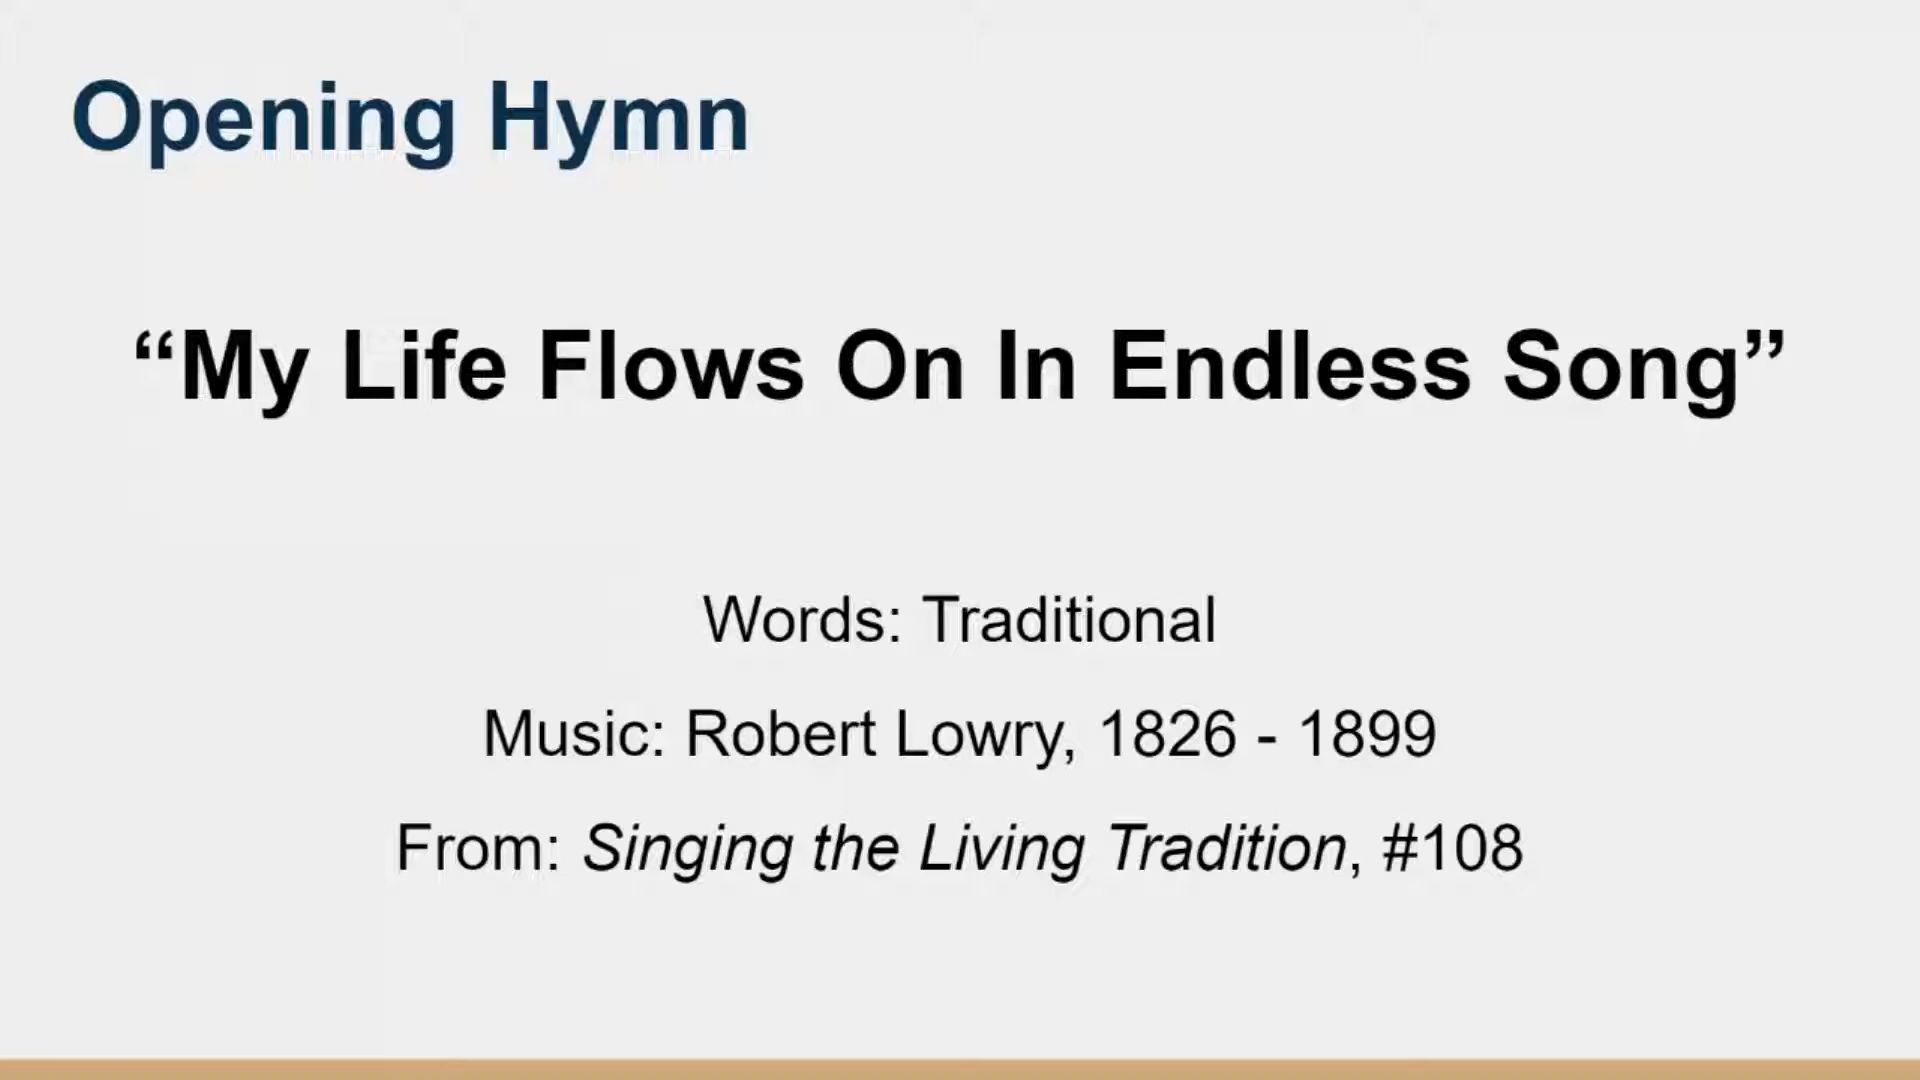 Opening Hymn
“My Life Flows On In Endless Song”
Words: Traditional
Music: Robert Lowry, 1826 - 1899
From: Singing the Living Tradition, #108